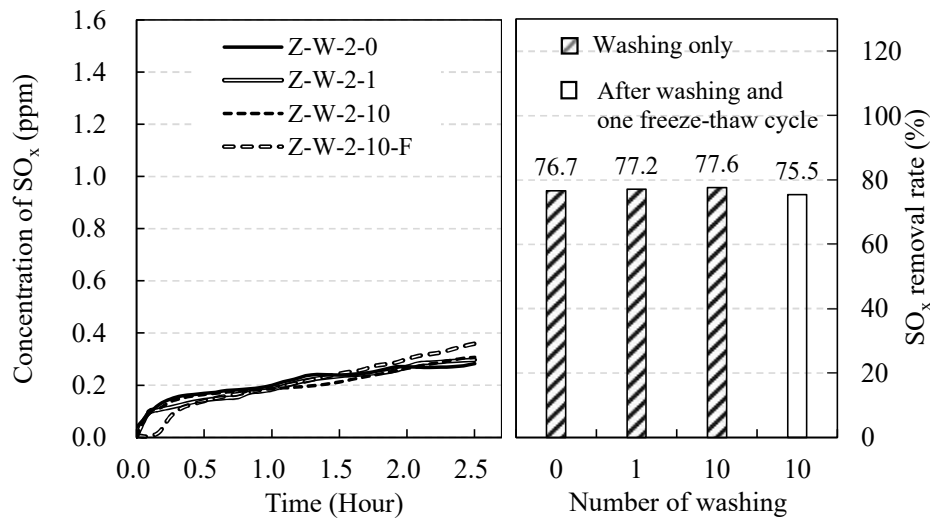 Concentration of SOx (ppm)
1.6
1.4
1.2
1.0
0.8
0.6
0.4
0.2
0.0
Z-W-2-0
Z-W-2-1
Z-W-2-10
Z-W-2-10-F
0.0 0.5 1.0 1.5 2.0 2.5
Time (Hour)
Washing only
After washing and
one freeze-thaw cycle
76.7 77.2 77.6 75.5
0 1 10 10
Number of washing
120
100
80
60
40
20
0
SOx removal rate (%)